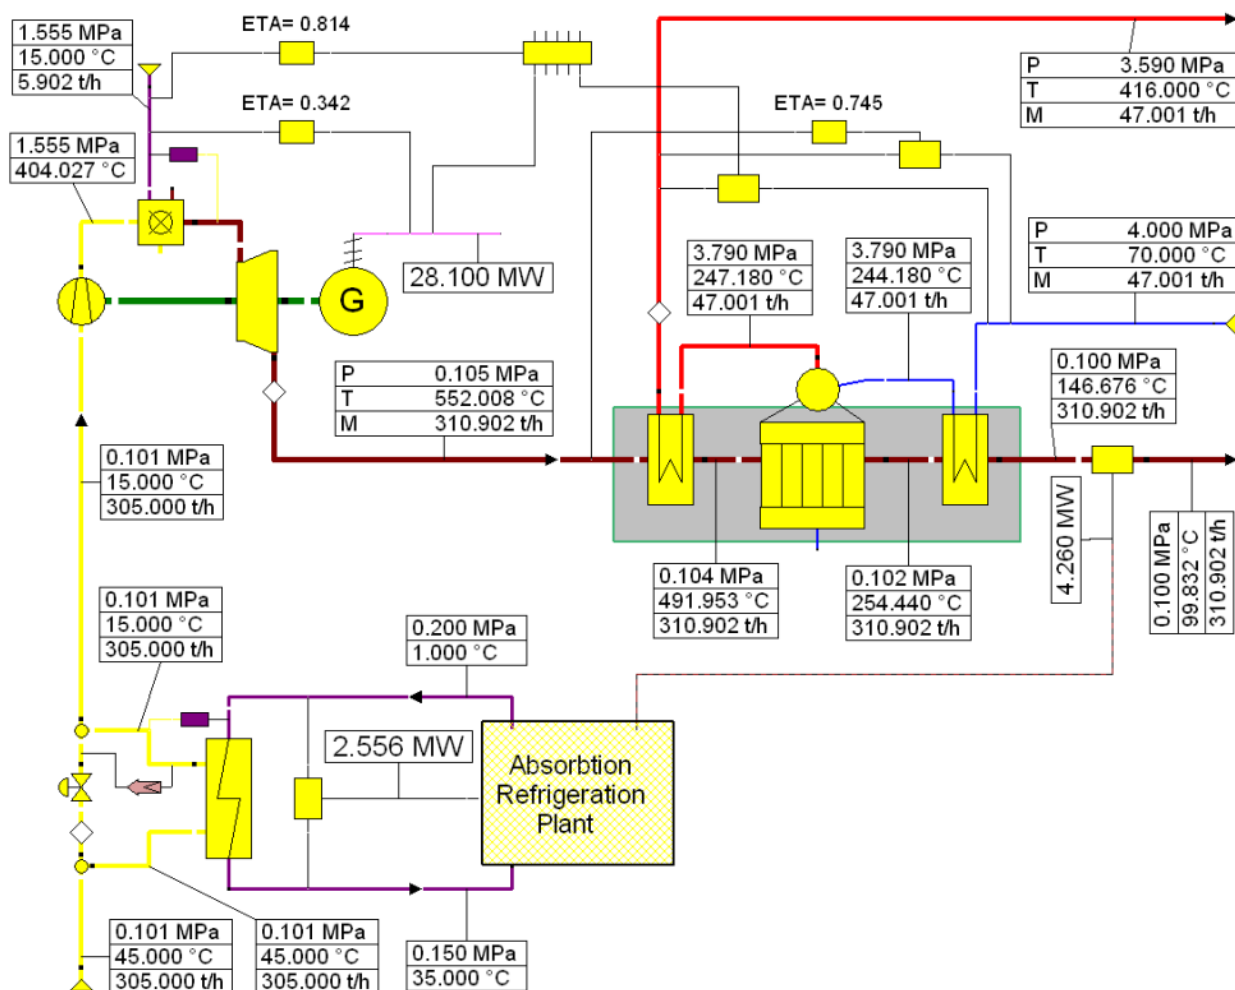 1.555 MPa
15.000 °C
5.902 t/h
ETA= 0.814
ETA= 0.342
1.555 MPa
404.027 °C
G
28.100 MW
ETA= 0.745
P 3.590 MPa
T 416.000 °C
M 47.001 t/h
P 4.000 MPa
T 70.000 °C
M 47.001 t/h
3.790 MPa
247.180 °C
47.001 t/h
3.790 MPa
244.180 °C
47.001 t/h
P 0.105 MPa
T 552.008 °C
M 310.902 t/h
0.100 MPa
146.676 °C
310.902 t/h
0.101 MPa
15.000 °C
305.000 t/h
4.260 MW
0.100 MPa
99.832 °C
310.902 t/h
0.104 MPa
491.953 °C
310.902 t/h
0.102 MPa
254.440 °C
310.902 t/h
0.101 MPa
15.000 °C
305.000 t/h
0.200 MPa
1.000 °C
2.556 MW
Absorbtion
Refrigeration
Plant
0.101 MPa
45.000 °C
305.000 t/h
0.101 MPa
45.000 °C
305.000 t/h
0.150 MPa
35.000 °C